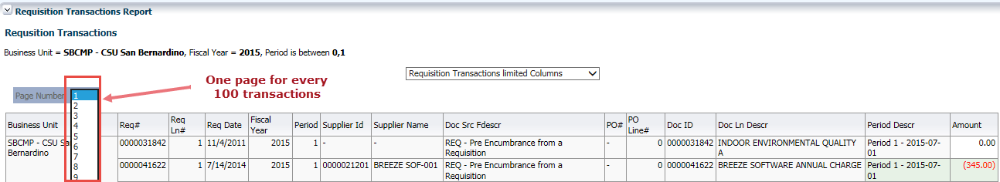 Requisition Transactions Report
Requsition Transactions
Business Unit = SBCMP - CSU San Bernardino, Fiscal Year = 2015, Period is between 0,1
Requisition Transactions limited Columns
One page for every
100 transactions
Page Number
1
2
3
4
5
6
7
8
9
Business Unit Req# Req Ln# Req Date Fiscal Year Period Supplier Id Supplier Name Doc Src Fdescr PO# PO Line# Doc ID Doc Ln Descr Period Descr Amount
SBCMP - CSU Sa 0000031842 1 11/4/2011 2015 1 - - REQ - Pre Encumbrance from a - 0 0000031842 INDOOR ENVIRONMENTAL QUALITY Period 1 - 2015-07- 0.00
Bernardino Requisition A 01
0000041622 1 7/14/2014 2015 1 0000021201 BREEZE SOF-001 REQ - Pre Encumbrance from a - 0 0000041622 BREEZE SOFTWARE ANNUAL CHARGE Period 1 - 2015-07- (345.00)
Requisition 01